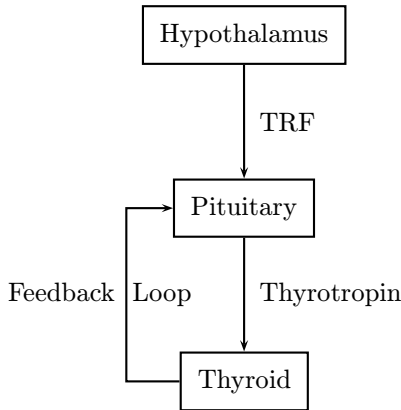 Hypothalamus
TRF
Pituitary
Feedback Loop
Thyrotropin
Thyroid